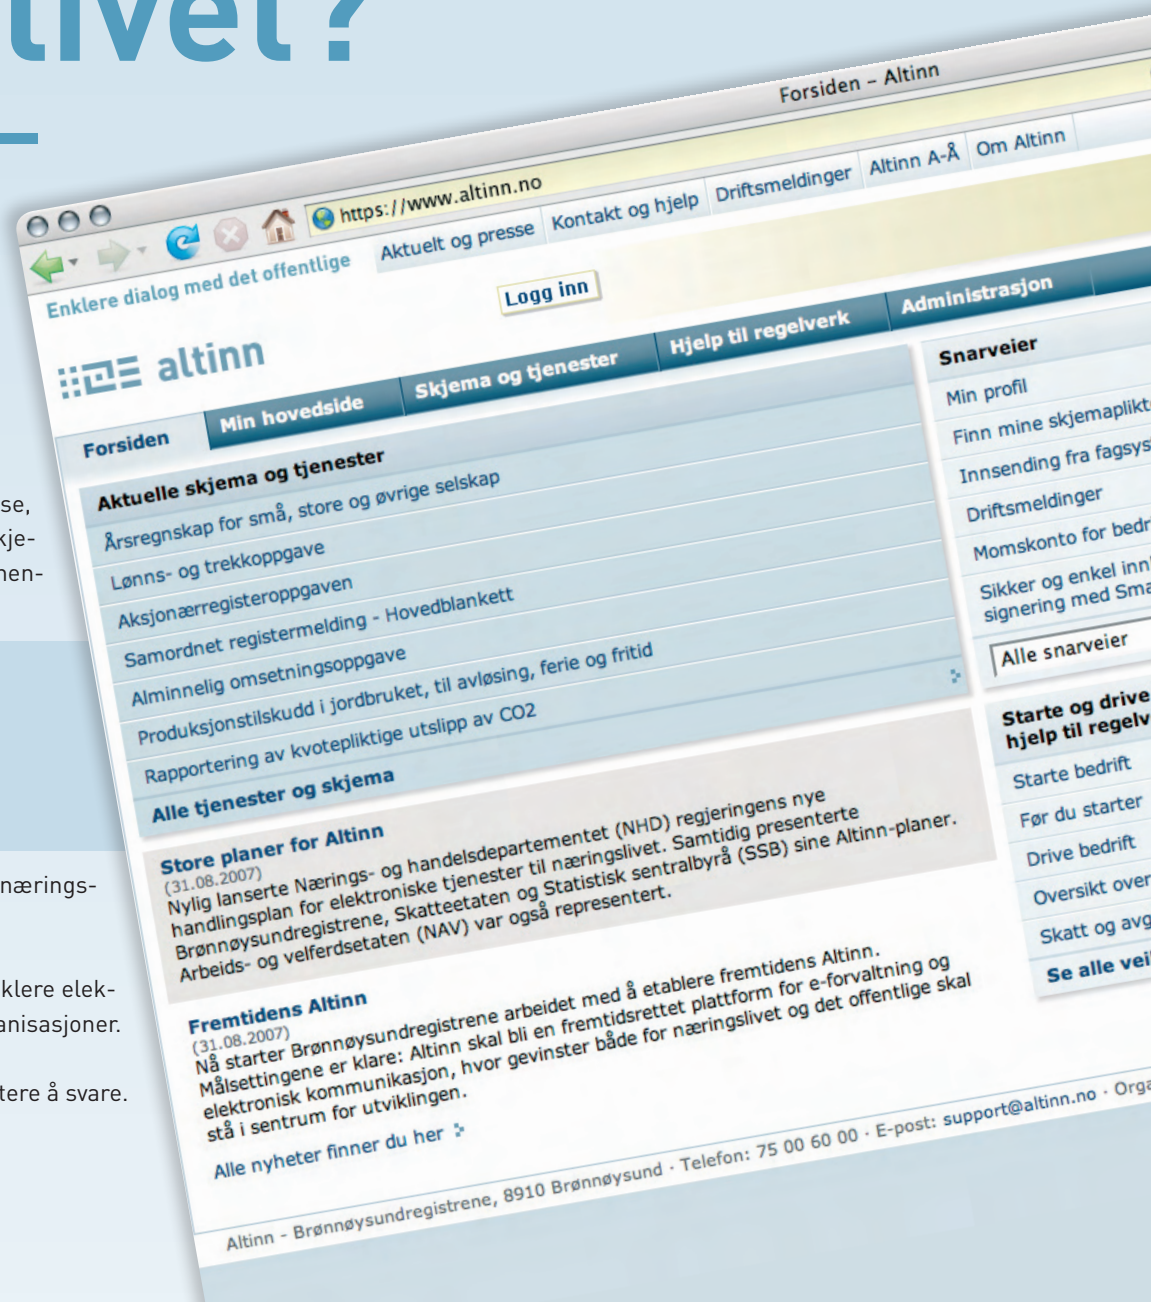 tlivet?
Forsiden – Altinn
https://www.altinn.no
Enklere dialog med det offentlige
Aktuelt og presse
Kontakt og hjelp
Driftsmeldinger
Altinn A-Å
Om Altinn
Logg inn
altinn
Forsiden
Min hovedside
Skjema og tjenester
Hjelp til regelverk
Administrasjon
Aktuelle skjema og tjenester
Årsregnskap for små, store og øvrige selskap
Lønns- og trekkoppgave
Aksjonærregisteroppgaven
Samordnet registermelding - Hovedblankett
Alminnelig omsetningsoppgave
Produksjonstilskudd i jordbruket, til avløsing, ferie og fritid
Rapportering av kvotepliktige utslipp av CO2
Alle tjenester og skjema
Store planer for Altinn
(31.08.2007)
Nylig lanserte Nærings- og handelsdepartementet (NHD) regjeringens nye
handlingsplan for elektroniske tjenester til næringslivet. Samtidig presenterte
Brønnøysundregistrene, Skatteetaten og Statistisk sentralbyrå (SSB) sine Altinn-planer.
Arbeids- og velferdsetaten (NAV) var også representert.
Fremtidens Altinn
(31.08.2007)
Nå starter Brønnøysundregistrene arbeidet med å etablere fremtidens Altinn.
Målsettingene er klare: Altinn skal bli en fremtidsrettet plattform for e-forvaltning og
elektronisk kommunikasjon, hvor gevinster både for næringslivet og det offentlige skal
stå i sentrum for utviklingen.
Alle nyheter finner du her
Altinn - Brønnøysundregistrene, 8910 Brønnøysund · Telefon: 75 00 60 00 · E-post: support@altinn.no · Orga
Snarveier
Min profil
Finn mine skjemaplikt
Innsending fra fagsys
Driftsmeldinger
Momskonto for bedr
Sikker og enkel inn
signering med Sma
Alle snarveier
Starte og drive
hjelp til regelv
Starte bedrift
Før du starter
Drive bedrift
Oversikt over
Skatt og avg
Se alle vei
se,
kje-
nen-
nærings-
klere elek-
anisasjoner.
tere å svare.